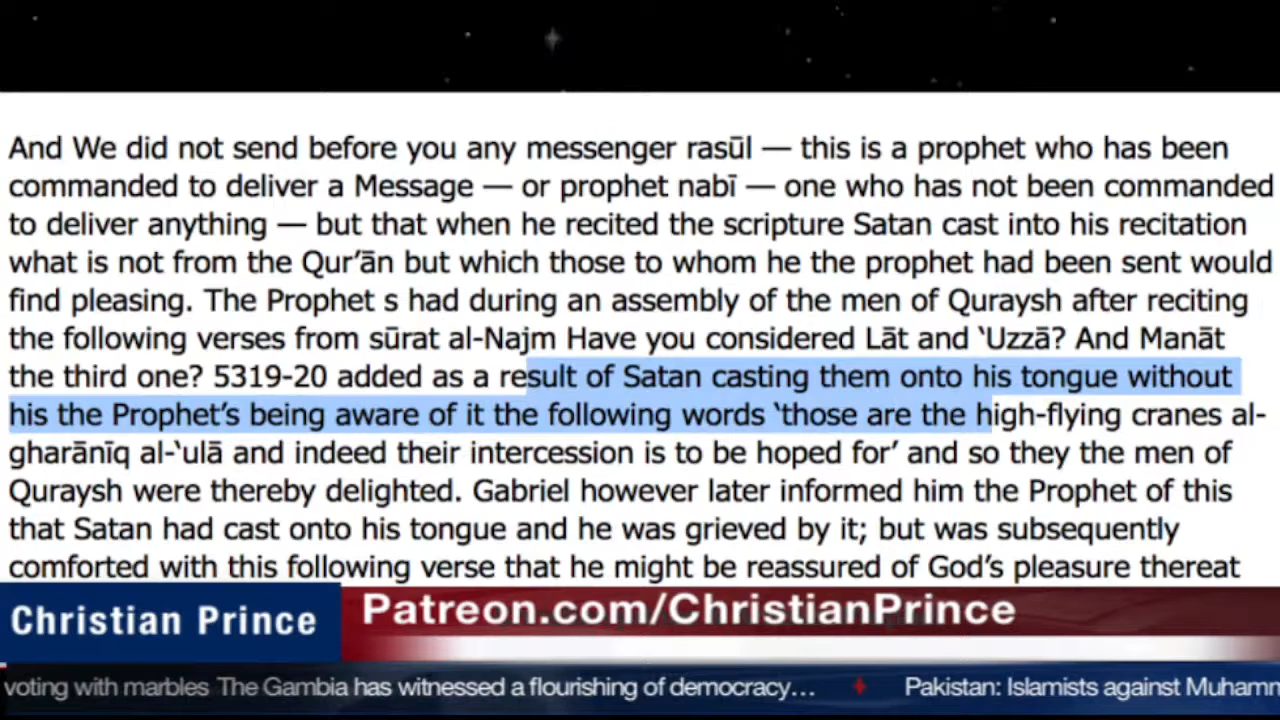 And We did not send before you any messenger rasūl — this is a prophet who has been
commanded to deliver a Message — or prophet nabī — one who has not been commanded
to deliver anything — but that when he recited the scripture Satan cast into his recitation
what is not from the Qur’ān but which those to whom he the prophet had been sent would
find pleasing. The Prophet s had during an assembly of the men of Quraysh after reciting
the following verses from sūrat al-Najm Have you considered Lāt and ‘Uzzā? And Manāt
the third one? 5319-20 added as a result of Satan casting them onto his tongue without
his the Prophet’s being aware of it the following words ‘those are the high-flying cranes al-
gharānīq al-‘ulā and indeed their intercession is to be hoped for’ and so they the men of
Quraysh were thereby delighted. Gabriel however later informed him the Prophet of this
that Satan had cast onto his tongue and he was grieved by it; but was subsequently
comforted with this following verse that he might be reassured of God’s pleasure thereat
Christian Prince
Patreon.com/ChristianPrince
voting with marbles The Gambia has witnessed a flourishing of democracy... Pakistan: Islamists against Muhamm